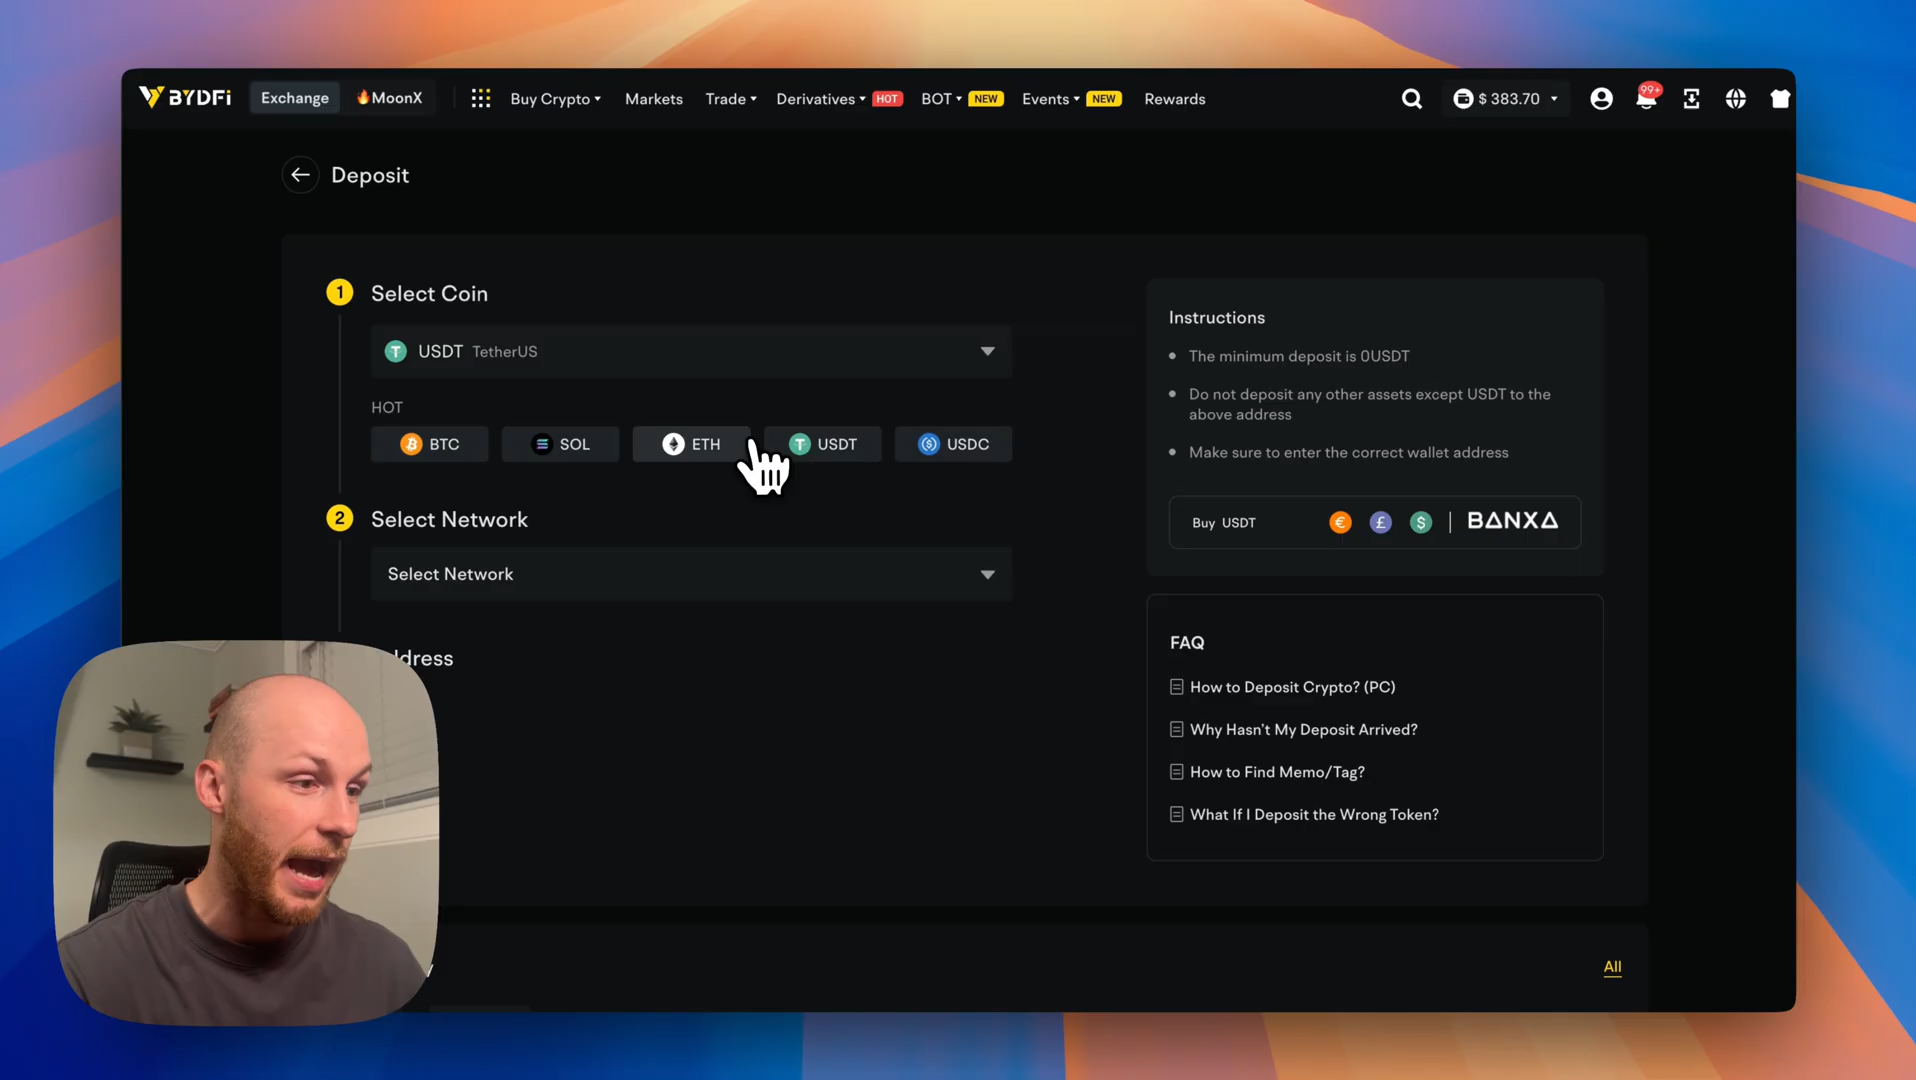 BYDFi
Exchange
MoonX
Buy Crypto
Markets
Trade
Derivatives HOT
BOT NEW
Events NEW
Rewards
$ 383.70
99+
Deposit
1 Select Coin
USDT TetherUS
HOT
BTC
SOL
ETH
USDT
USDC
2 Select Network
Select Network
ddress
Instructions
The minimum deposit is 0USDT
Do not deposit any other assets except USDT to the
above address
Make sure to enter the correct wallet address
Buy USDT
€ £ $ | BANXA
FAQ
How to Deposit Crypto? (PC)
Why Hasn't My Deposit Arrived?
How to Find Memo/Tag?
What If I Deposit the Wrong Token?
All